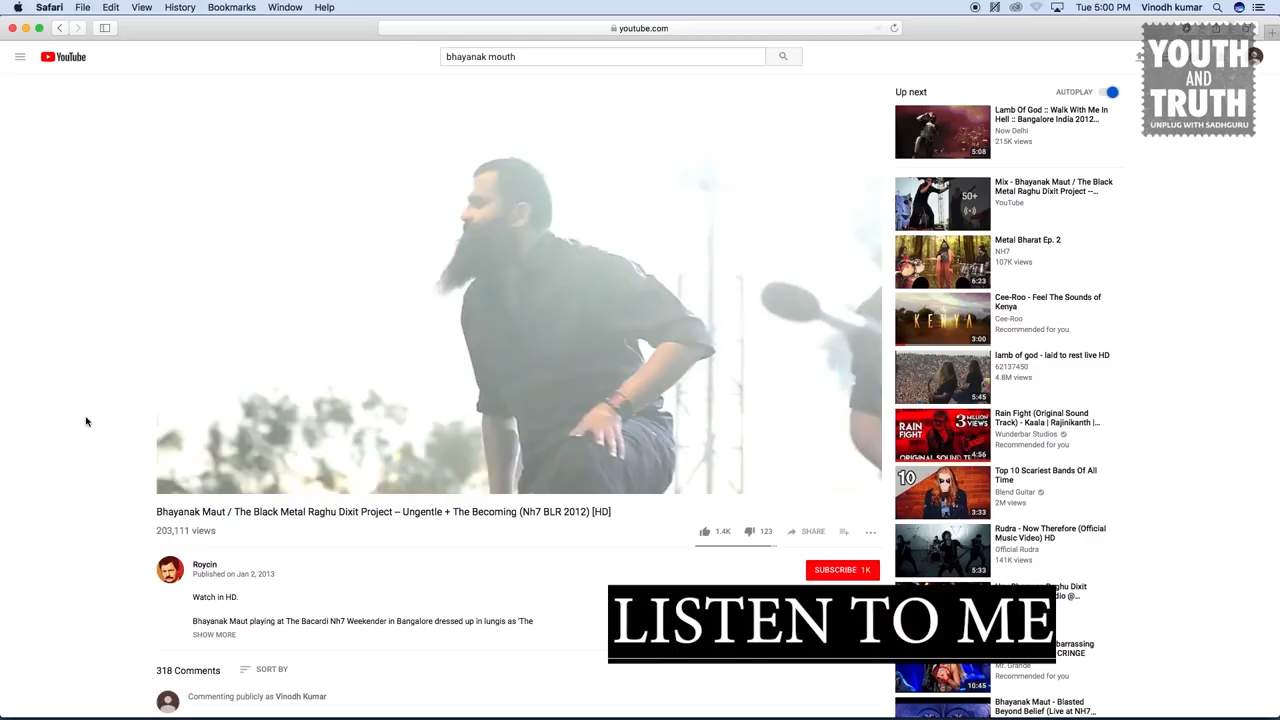 Safari File Edit View History Bookmarks Window Help
Tue 5:00 PM Vinodh kumar
youtube.com
YouTube
bhayanak mouth
YOUTH
AND
TRUTH
UNPLUG WITH SADHGURU
Up next
AUTOPLAY
Lamb Of God :: Walk With Me In
Hell :: Bangalore India 2012...
Now Delhi
215K views
5:08
Mix - Bhayanak Maut / The Black
Metal Raghu Dixit Project --...
YouTube
50+
Metal Bharat Ep. 2
NH7
107K views
6:23
Cee-Roo - Feel The Sounds of
Kenya
Cee-Roo
Recommended for you
KENYA
3:00
lamb of god - laid to rest live HD
62137450
4.8M views
5:45
Rain Fight (Original Sound
Track) - Kaala | Rajinikanth |...
Wunderbar Studios
Recommended for you
RAIN
FIGHT
3 MILLION
VIEWS
4:56
Top 10 Scariest Bands Of All
Time
Blend Guitar
2M views
10
3:33
Rudra - Now Therefore (Official
Music Video) HD
Official Rudra
141K views
5:33
Bhayanak Maut / The Black Metal Raghu Dixit Project -- Ungentle + The Becoming (Nh7 BLR 2012) [HD]
203,111 views
1.4K
123
SHARE
Roycin
Published on Jan 2, 2013
SUBSCRIBE 1K
Watch in HD.
Bhayanak Maut playing at The Bacardi Nh7 Weekender in Bangalore dressed up in lungis as 'The
SHOW MORE
LISTEN TO ME
318 Comments
SORT BY
Commenting publicly as Vinodh Kumar
Dixit
CRINGE
Mr. Grande
Recommended for you
10:45
Bhayanak Maut - Blasted
Beyond Belief (Live at NH7...